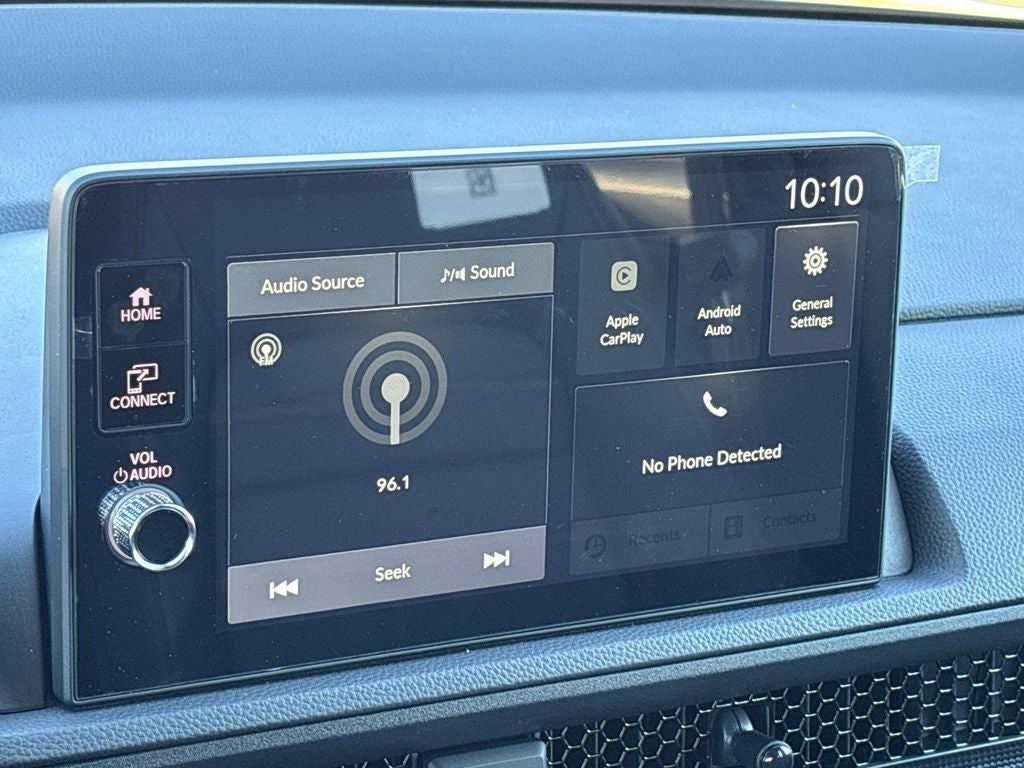 10:10
HOME
CONNECT
VOL
AUDIO
Audio Source
Sound
FM
96.1
Seek
Apple
CarPlay
Android
Auto
General
Settings
No Phone Detected
Recents
Contacts